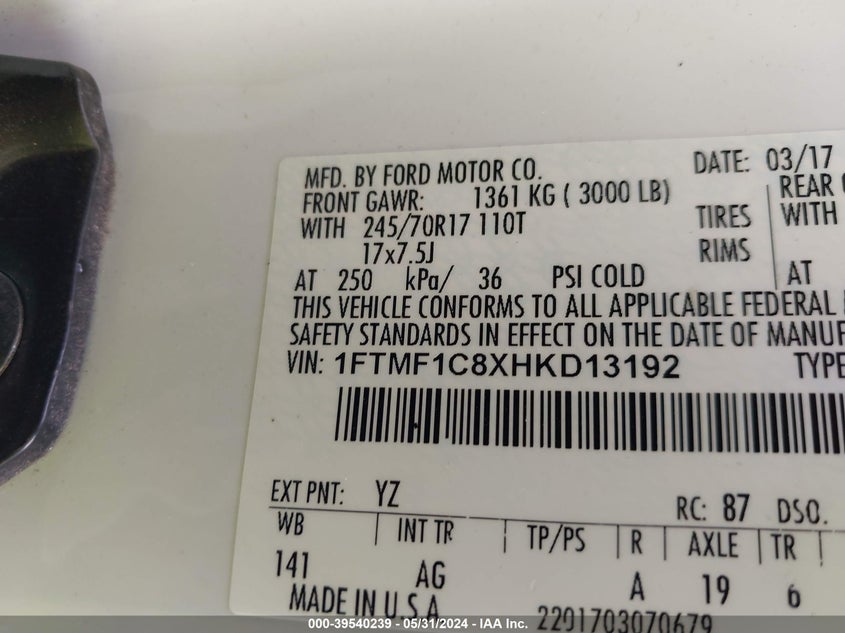 MFD. BY FORD MOTOR CO. DATE: 03/17
FRONT GAWR: 1361 KG ( 3000 LB) REAR
WITH 245/70R17 110T TIRES WITH
17x7.5J RIMS
AT 250 kPa/ 36 PSI COLD AT
THIS VEHICLE CONFORMS TO ALL APPLICABLE FEDERAL
SAFETY STANDARDS IN EFFECT ON THE DATE OF MANUF
VIN: 1FTMF1C8XHKD13192 TYPE
EXT PNT: YZ RC: 87 DSO.
WB INT TR TP/PS R AXLE TR
141 AG A 19 6
MADE IN U.S.A. 2201703070679
000-39540239 - 05/31/2024 - IAA Inc.